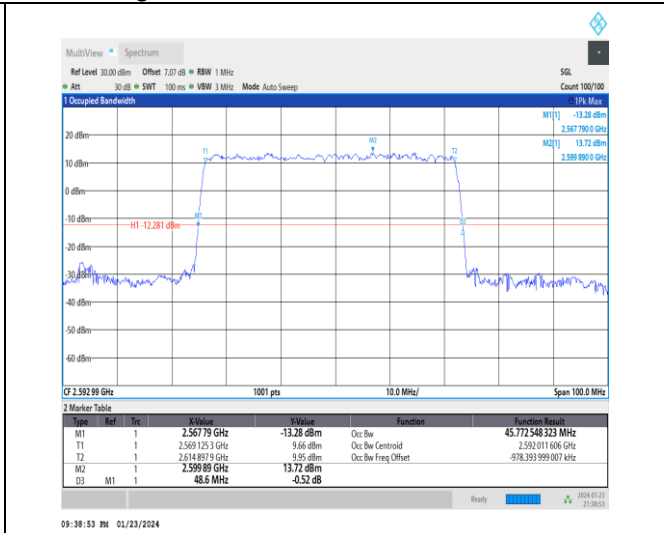 MultiView Spectrum
Ref Level 30.00 dBm Offset 7.07 dB RBW 1 MHz SGL
Att 30 dB SWT 100 ms VBW 3 MHz Mode Auto Sweep Count 100/100
1 Occupied Bandwidth 1Pk Max
M1[1] -13.28 dBm
2.567 790 0 GHz
M2[1] 13.72 dBm
2.599 890 0 GHz
20 dBm
M2
T1 T2
10 dBm
0 dBm
-10 dBm
M1
H1 -12.281 dBm
D3
-20 dBm
-30 dBm
-40 dBm
-50 dBm
-60 dBm
CF 2.592 99 GHz 1001 pts 10.0 MHz/ Span 100.0 MHz
2 Marker Table
Type Ref Trc X-Value Y-Value Function Function Result
M1 1 2.567 79 GHz -13.28 dBm Occ Bw 45.772 548 323 MHz
T1 1 2.569 125 3 GHz 9.66 dBm Occ Bw Centroid 2.592 011 606 GHz
T2 1 2.614 897 9 GHz 9.95 dBm Occ Bw Freq Offset -978.393 999 007 kHz
M2 1 2.599 89 GHz 13.72 dBm
D3 M1 1 48.6 MHz -0.52 dB
Ready 2024-01-23
21:38:53
09:38:53 PM 01/23/2024